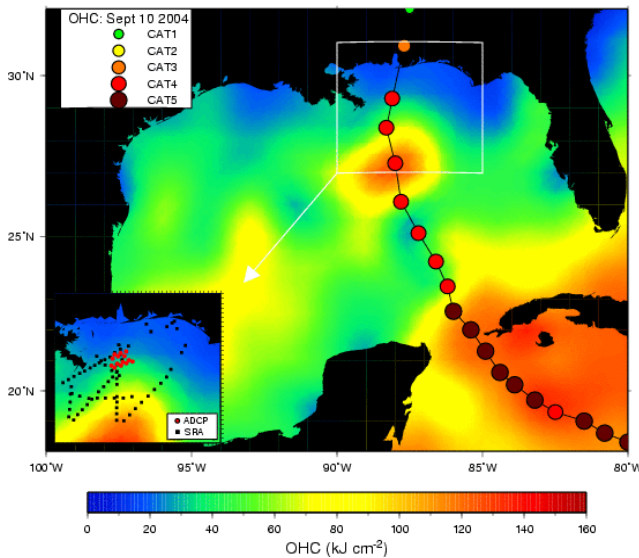 OHC: Sept 10 2004
CAT1
CAT2
CAT3
CAT4
CAT5
30°N
25°N
20°N
ADCP
SRA
100°W 95°W 90°W 85°W 80°W
0 20 40 60 80 100 120 140 160
OHC (kJ cm⁻²)